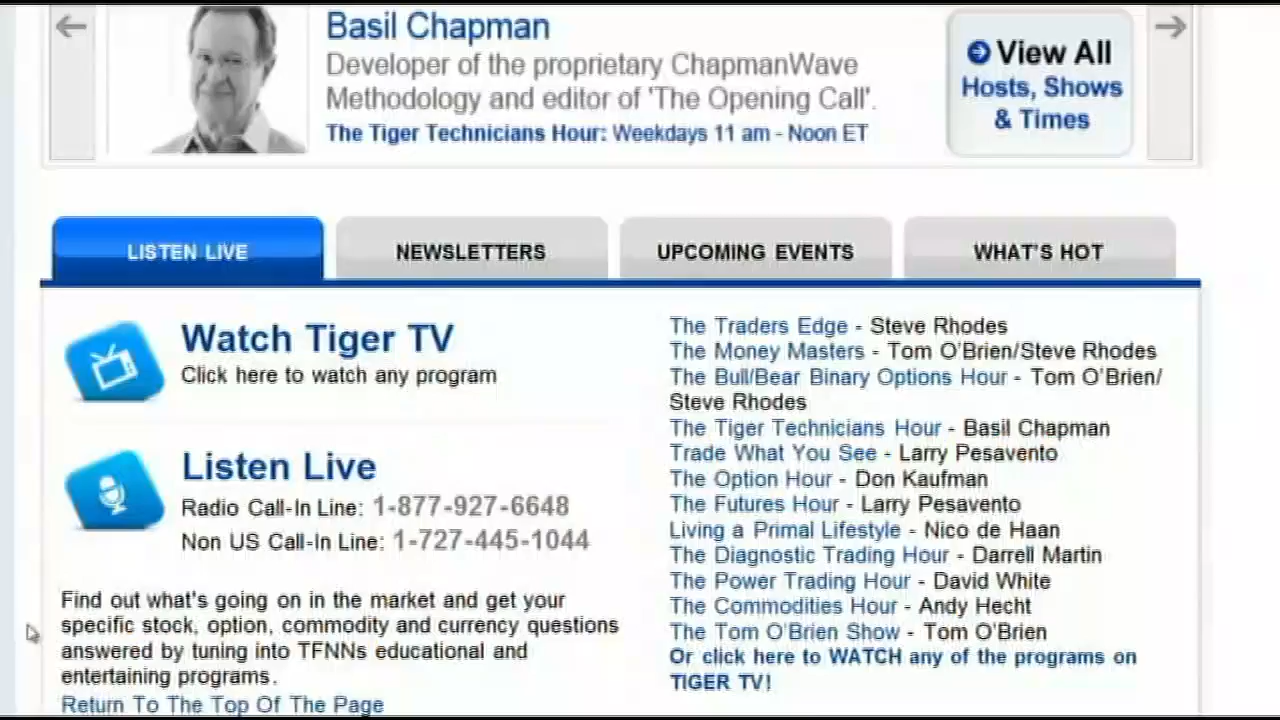 Basil Chapman
Developer of the proprietary ChapmanWave
Methodology and editor of 'The Opening Call'.
The Tiger Technicians Hour: Weekdays 11 am - Noon ET
View All
Hosts, Shows
& Times
LISTEN LIVE
NEWSLETTERS
UPCOMING EVENTS
WHAT'S HOT
Watch Tiger TV
Click here to watch any program
Listen Live
Radio Call-In Line: 1-877-927-6648
Non US Call-In Line: 1-727-445-1044
Find out what's going on in the market and get your
specific stock, option, commodity and currency questions
answered by tuning into TFNNs educational and
entertaining programs.
Return To The Top Of The Page
The Traders Edge - Steve Rhodes
The Money Masters - Tom O'Brien/Steve Rhodes
The Bull/Bear Binary Options Hour - Tom O'Brien/
Steve Rhodes
The Tiger Technicians Hour - Basil Chapman
Trade What You See - Larry Pesavento
The Option Hour - Don Kaufman
The Futures Hour - Larry Pesavento
Living a Primal Lifestyle - Nico de Haan
The Diagnostic Trading Hour - Darrell Martin
The Power Trading Hour - David White
The Commodities Hour - Andy Hecht
The Tom O'Brien Show - Tom O'Brien
Or click here to WATCH any of the programs on
TIGER TV!